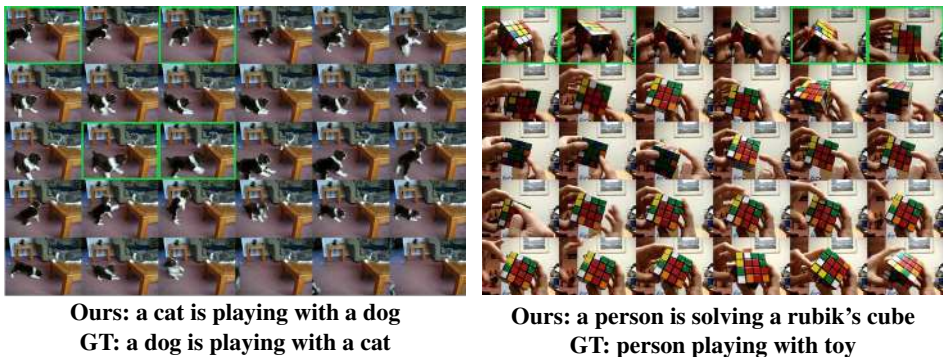 Ours: a cat is playing with a dog
GT: a dog is playing with a cat
Ours: a person is solving a rubik's cube
GT: person playing with toy